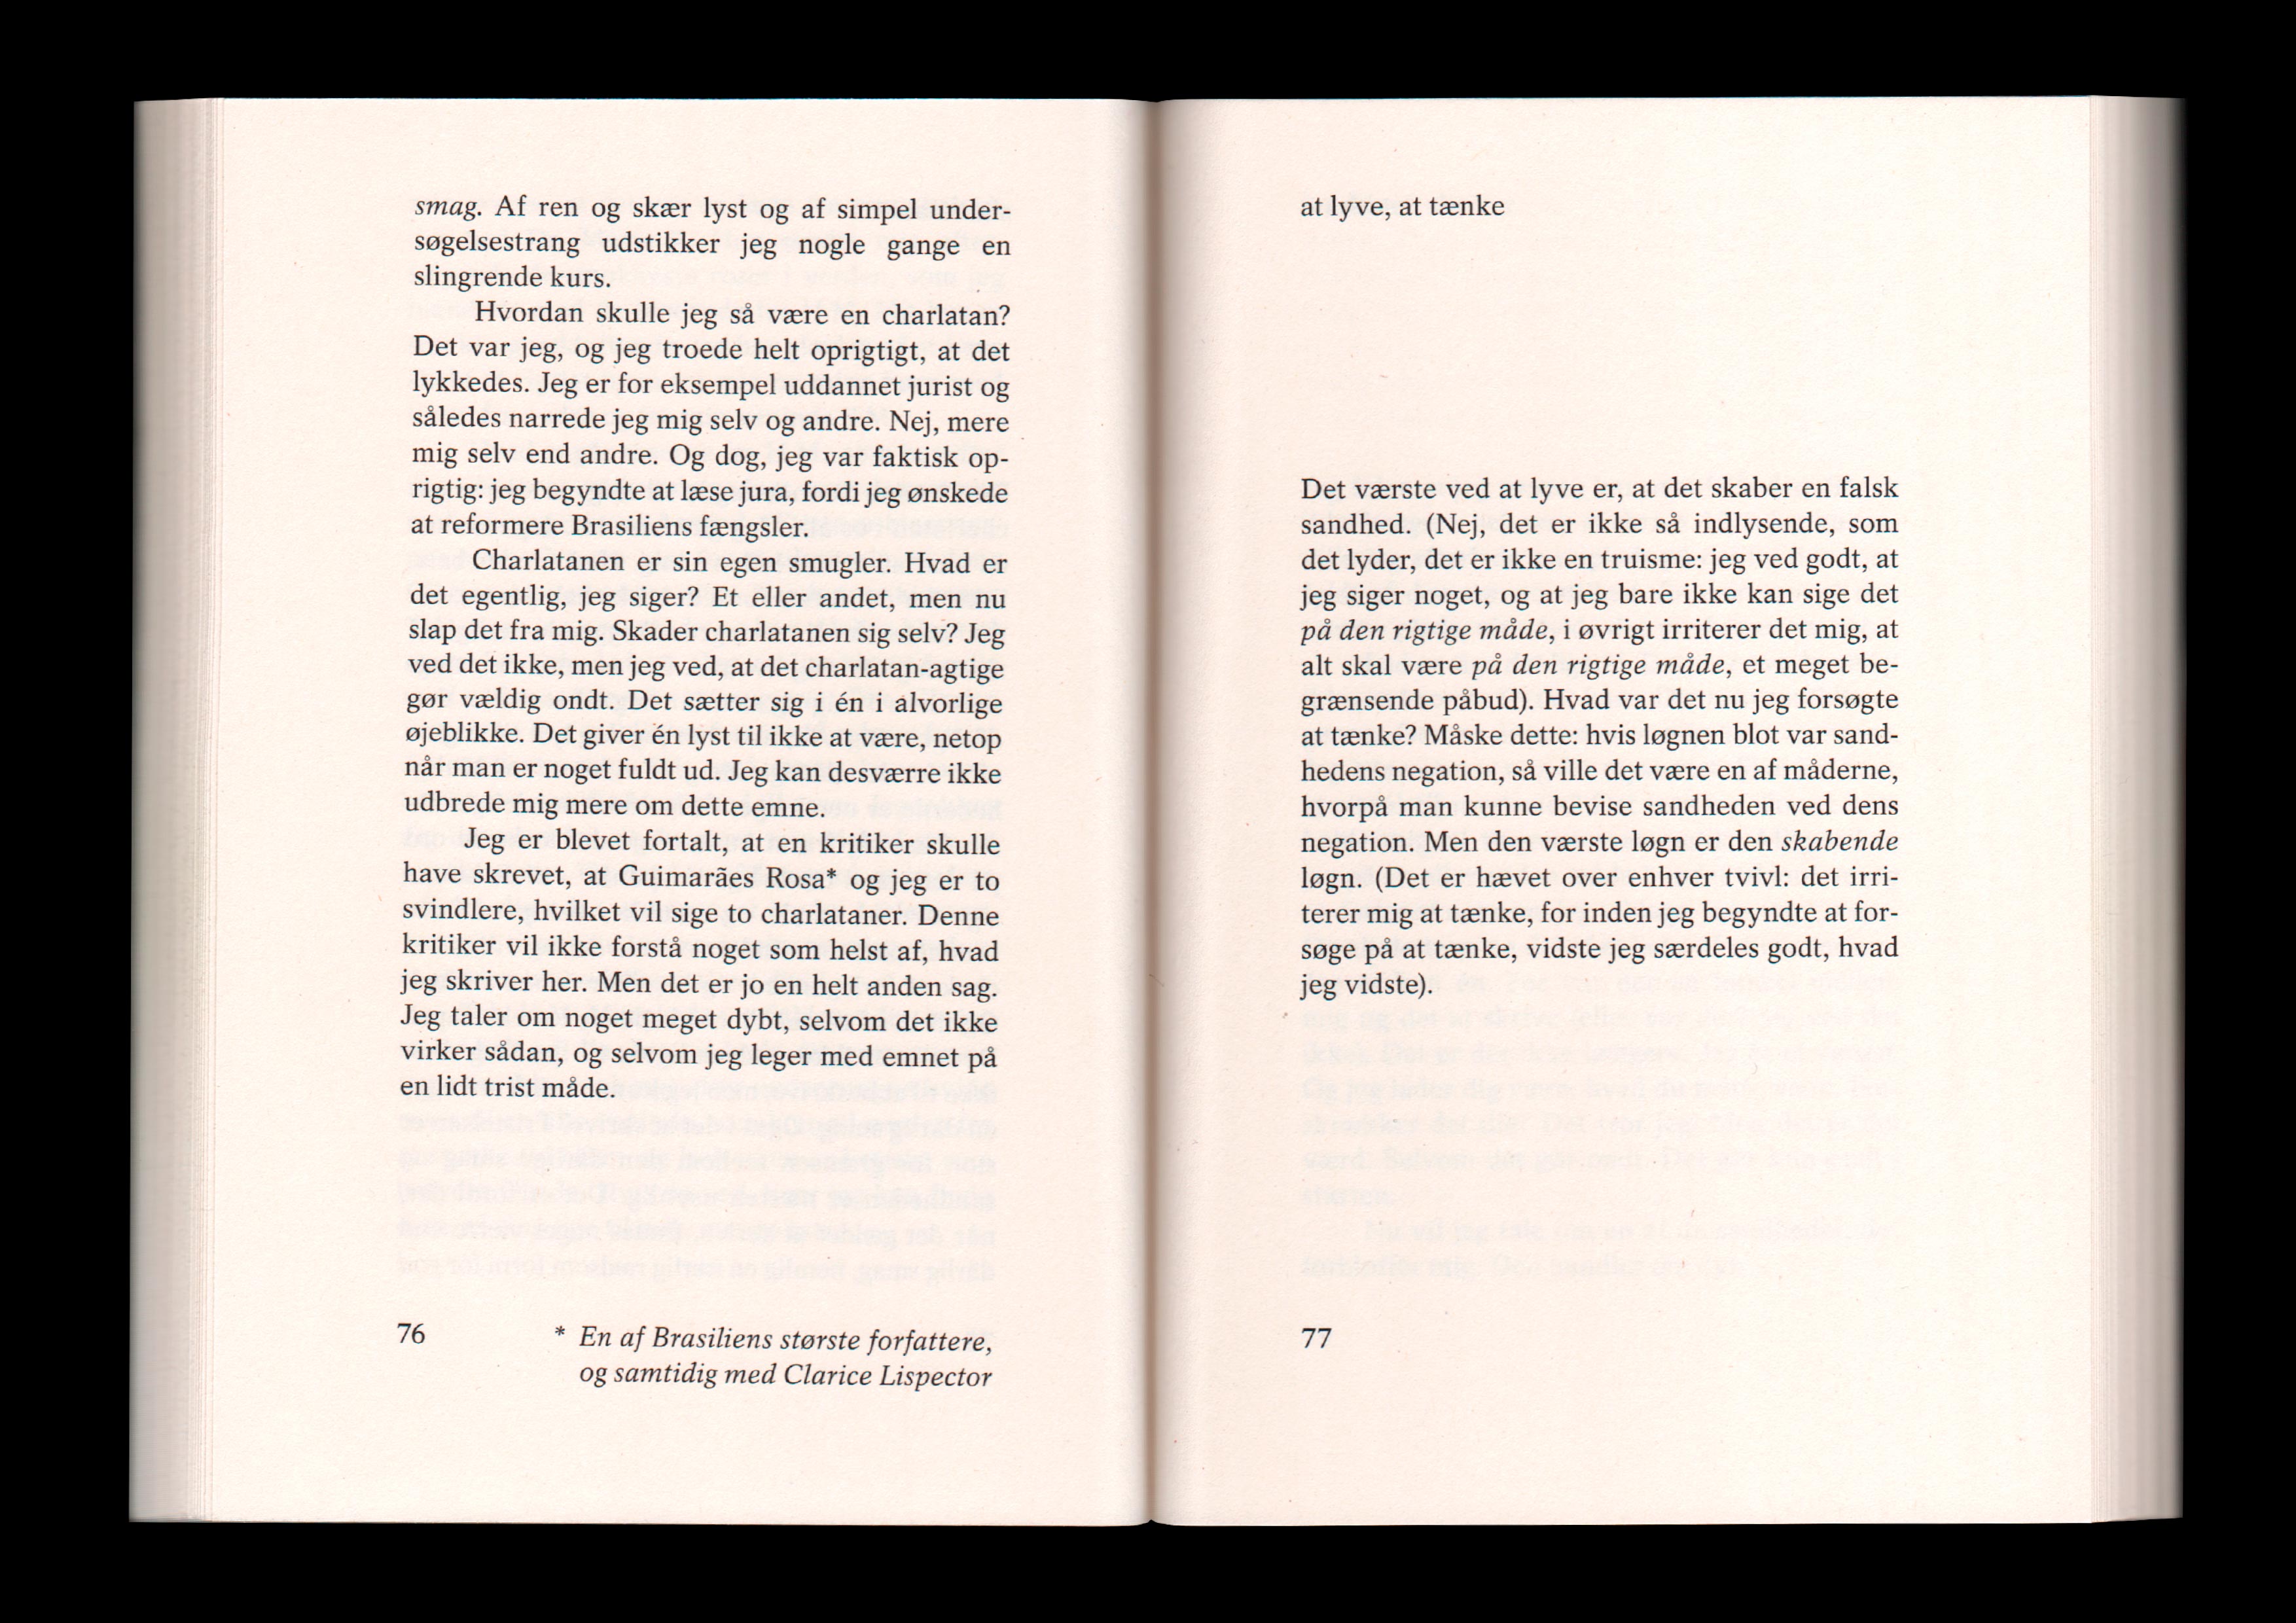 smag. Af ren og skær lyst og af simpel under-
søgelsestrang udstikker jeg nogle gange en
slingrende kurs.
Hvordan skulle jeg så være en charlatan?
Det var jeg, og jeg troede helt oprigtigt, at det
lykkedes. Jeg er for eksempel uddannet jurist og
således narrede jeg mig selv og andre. Nej, mere
mig selv end andre. Og dog, jeg var faktisk op-
rigtig: jeg begyndte at læse jura, fordi jeg ønskede
at reformere Brasiliens fængsler.
Charlatanen er sin egen smugler. Hvad er
det egentlig, jeg siger? Et eller andet, men nu
slap det fra mig. Skader charlatanen sig selv? Jeg
ved det ikke, men jeg ved, at det charlatan-agtige
gør vældig ondt. Det sætter sig i én i alvorlige
øjeblikke. Det giver én lyst til ikke at være, netop
når man er noget fuldt ud. Jeg kan desværre ikke
udbrede mig mere om dette emne.
Jeg er blevet fortalt, at en kritiker skulle
have skrevet, at Guimarães Rosa* og jeg er to
svindlere, hvilket vil sige to charlataner. Denne
kritiker vil ikke forstå noget som helst af, hvad
jeg skriver her. Men det er jo en helt anden sag.
Jeg taler om noget meget dybt, selvom det ikke
virker sådan, og selvom jeg leger med emnet på
en lidt trist måde.
76
* En af Brasiliens største forfattere,
og samtidig med Clarice Lispector
at lyve, at tænke
Det værste ved at lyve er, at det skaber en falsk
sandhed. (Nej, det er ikke så indlysende, som
det lyder, det er ikke en truisme: jeg ved godt, at
jeg siger noget, og at jeg bare ikke kan sige det
på den rigtige måde, i øvrigt irriterer det mig, at
alt skal være på den rigtige måde, et meget be-
grænsende påbud). Hvad var det nu jeg forsøgte
at tænke? Måske dette: hvis løgnen blot var sand-
hedens negation, så ville det være en af måderne,
hvorpå man kunne bevise sandheden ved dens
negation. Men den værste løgn er den skabende
løgn. (Det er hævet over enhver tvivl: det irri-
terer mig at tænke, for inden jeg begyndte at for-
søge på at tænke, vidste jeg særdeles godt, hvad
jeg vidste).
77